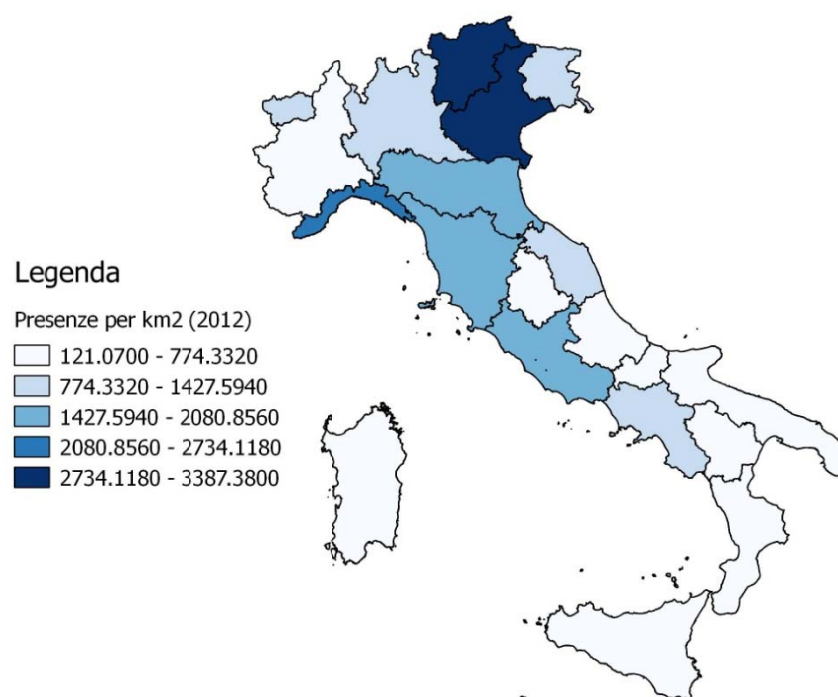 Legenda
Presenze per km2 (2012)
121.0700 - 774.3320
774.3320 - 1427.5940
1427.5940 - 2080.8560
2080.8560 - 2734.1180
2734.1180 - 3387.3800